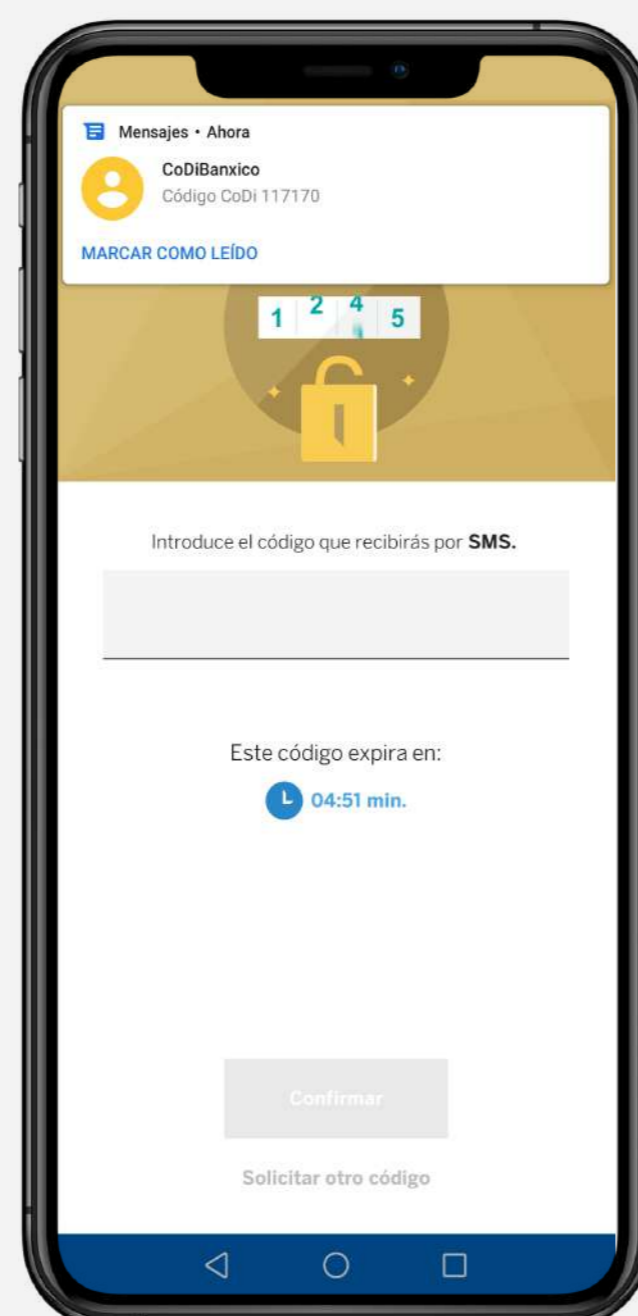 Mensajes • Ahora
CoDiBanxico
Código CoDi 117170
MARCAR COMO LEÍDO
1 2 4 5
Introduce el código que recibirás por SMS.
Este código expira en:
04:51 min.
Confirmar
Solicitar otro código